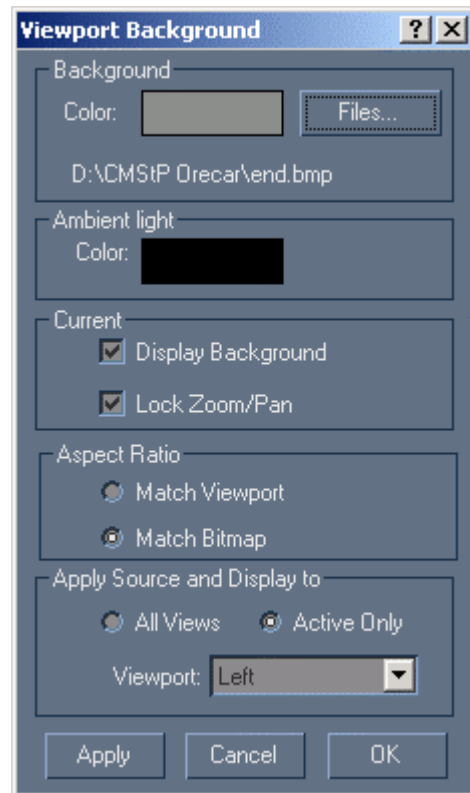 Viewport Background
Background
Color: Files...
D:\CMStP Orecar\end.bmp
Ambient light
Color:
Current
Display Background
Lock Zoom/Pan
Aspect Ratio
Match Viewport
Match Bitmap
Apply Source and Display to
All Views Active Only
Viewport: Left
Apply Cancel OK